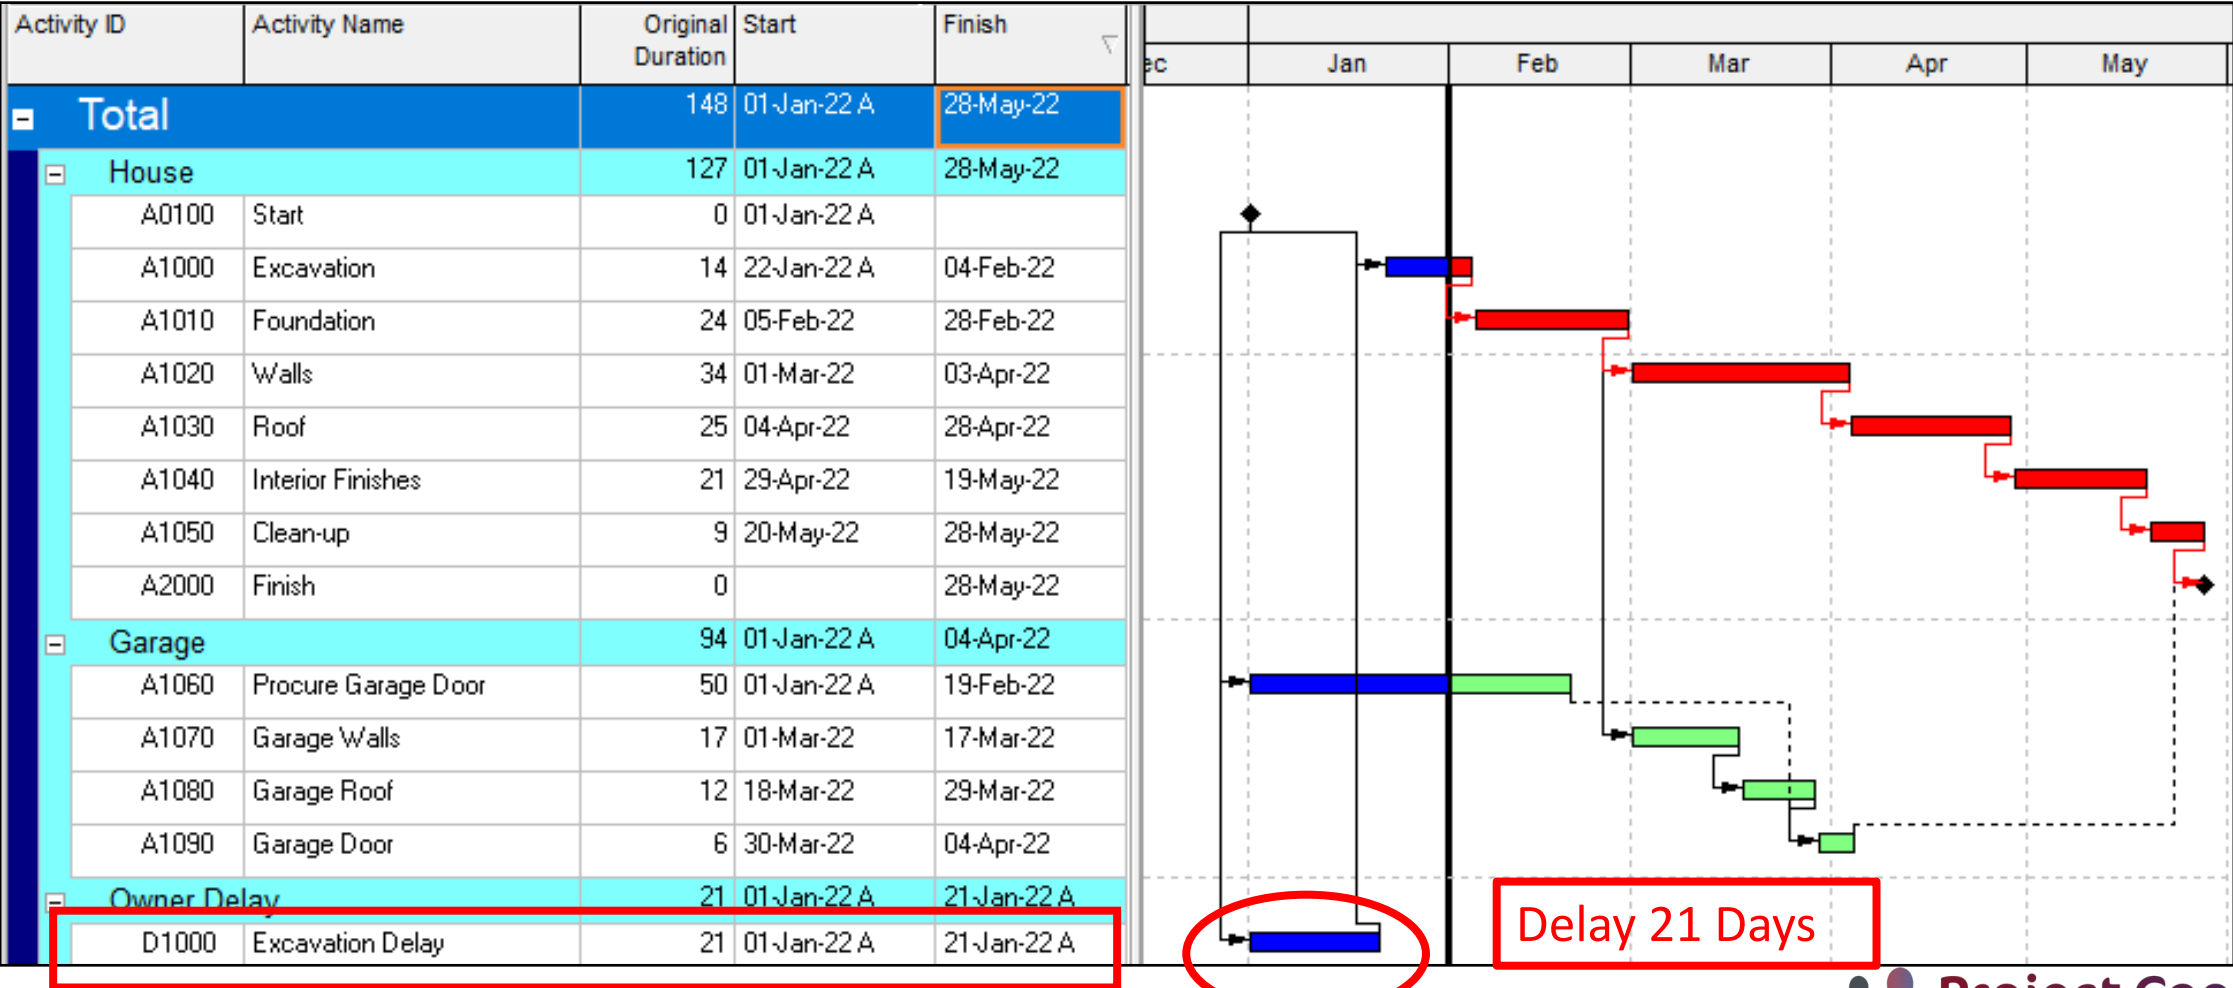 Activity ID Activity Name Original Duration Start Finish
ec Jan Feb Mar Apr May
Total 148 01-Jan-22 A 28-May-22
House 127 01-Jan-22 A 28-May-22
A0100 Start 0 01-Jan-22 A
A1000 Excavation 14 22-Jan-22 A 04-Feb-22
A1010 Foundation 24 05-Feb-22 28-Feb-22
A1020 Walls 34 01-Mar-22 03-Apr-22
A1030 Roof 25 04-Apr-22 28-Apr-22
A1040 Interior Finishes 21 29-Apr-22 19-May-22
A1050 Clean-up 9 20-May-22 28-May-22
A2000 Finish 0 28-May-22
Garage 94 01-Jan-22 A 04-Apr-22
A1060 Procure Garage Door 50 01-Jan-22 A 19-Feb-22
A1070 Garage Walls 17 01-Mar-22 17-Mar-22
A1080 Garage Roof 12 18-Mar-22 29-Mar-22
A1090 Garage Door 6 30-Mar-22 04-Apr-22
Owner Delay 21 01-Jan-22 A 21-Jan-22 A
D1000 Excavation Delay 21 01-Jan-22 A 21-Jan-22 A
Delay 21 Days
Project